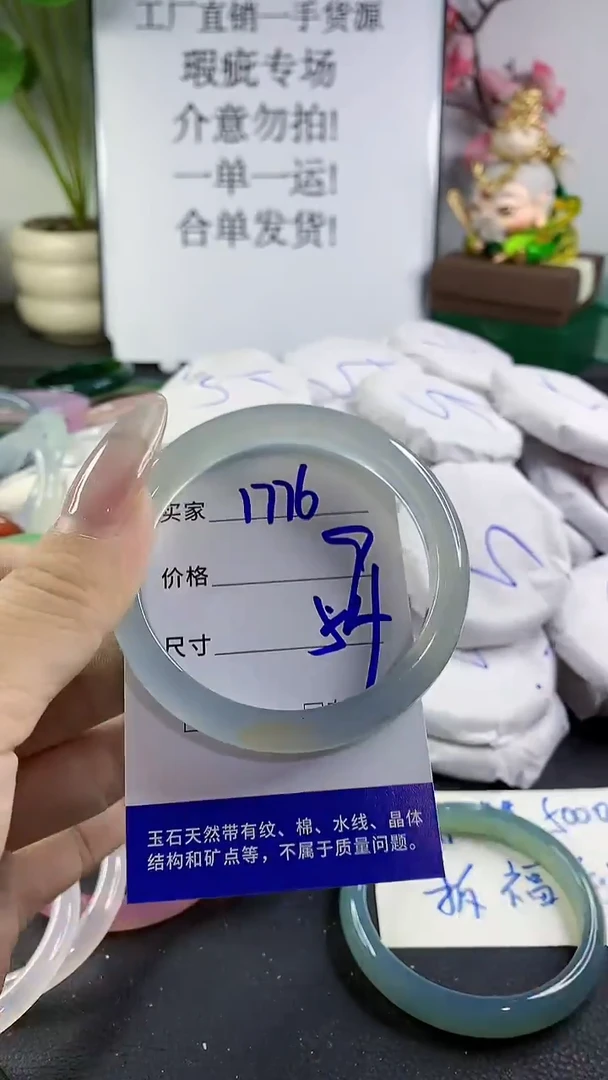 工厂直销一手货源
瑕疵专场
介意勿拍!
一单一运!
合单发货!
买家 1776
价格
尺寸 54
玉石天然带有纹、棉、水线、晶体
结构和矿点等，不属于质量问题。
5000
拆福